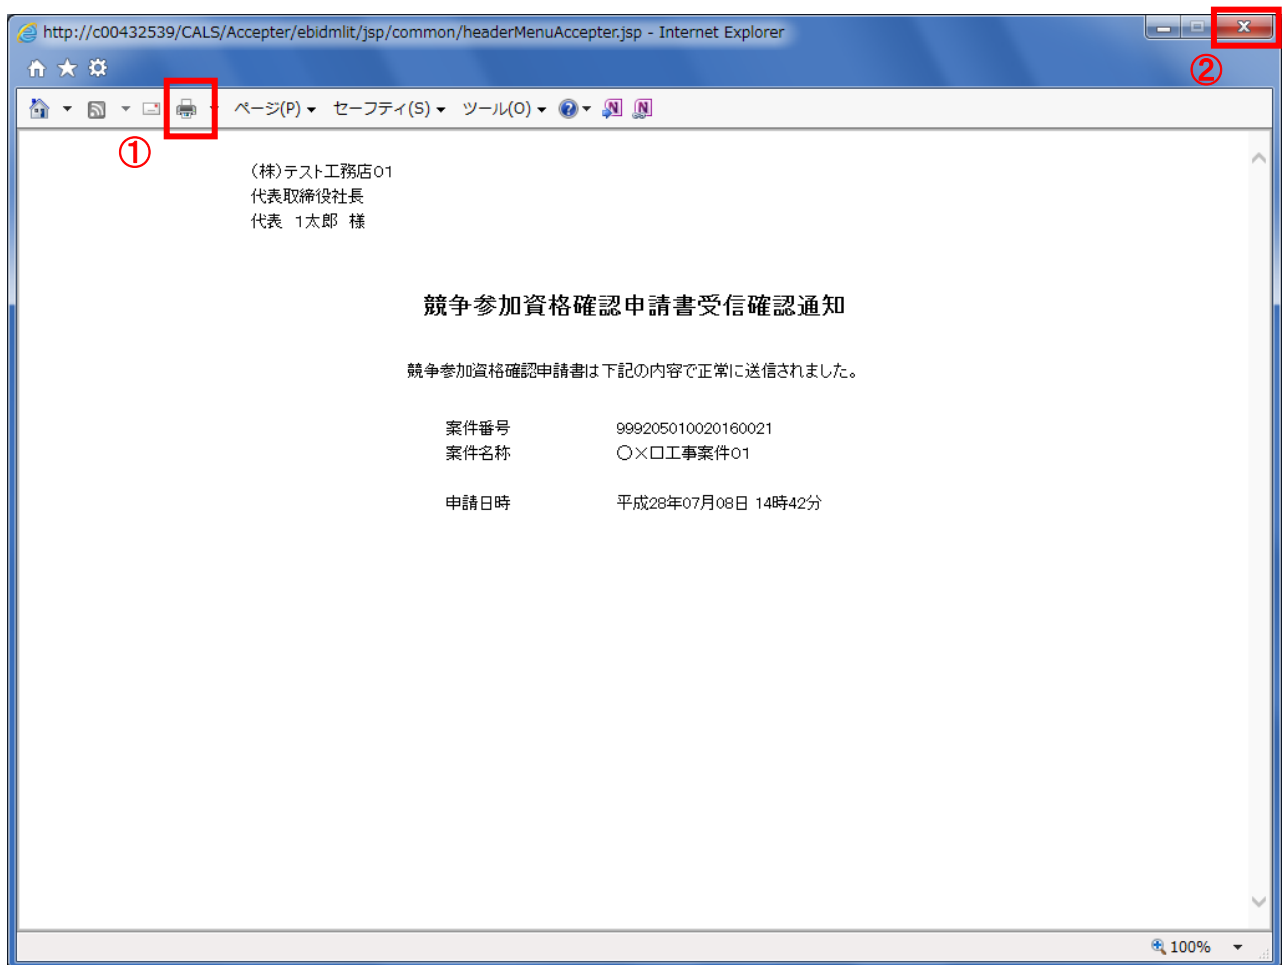 http://c00432539/CALS/Accepter/ebidmlit/jsp/common/headerMenuAccepter.jsp - Internet Explorer
②
ページ(P) セーフティ(S) ツール(O)
①
(株)テスト工務店01
代表取締役社長
代表 1太郎 様
競争参加資格確認申請書受信確認通知
競争参加資格確認申請書は下記の内容で正常に送信されました。
案件番号 999205010020160021
案件名称 〇×口工事案件01
申請日時 平成28年07月08日 14時42分
100%